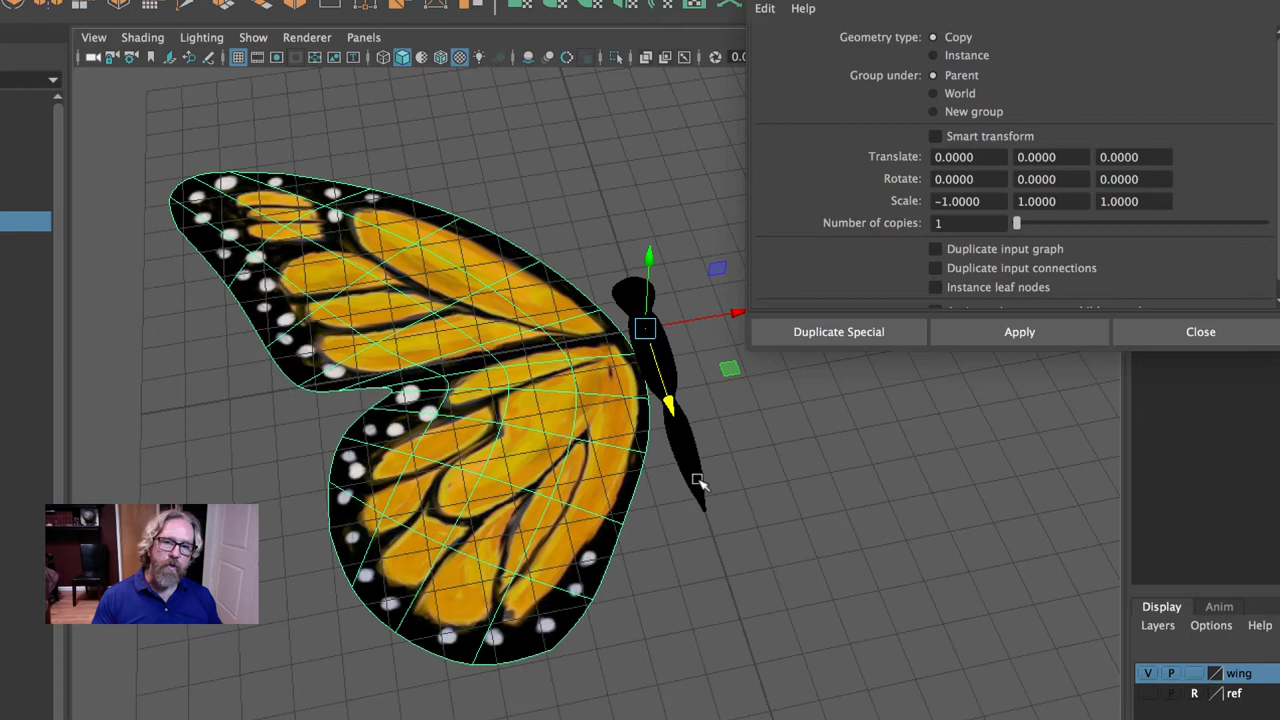 Edit Help
View Shading Lighting Show Renderer Panels
Geometry type: Copy
Instance
Group under: Parent
World
New group
Smart transform
Translate: 0.0000 0.0000 0.0000
Rotate: 0.0000 0.0000 0.0000
Scale: -1.0000 1.0000 1.0000
Number of copies: 1
Duplicate input graph
Duplicate input connections
Instance leaf nodes
Duplicate Special Apply Close
Display Anim
Layers Options Help
V P wing
R ref